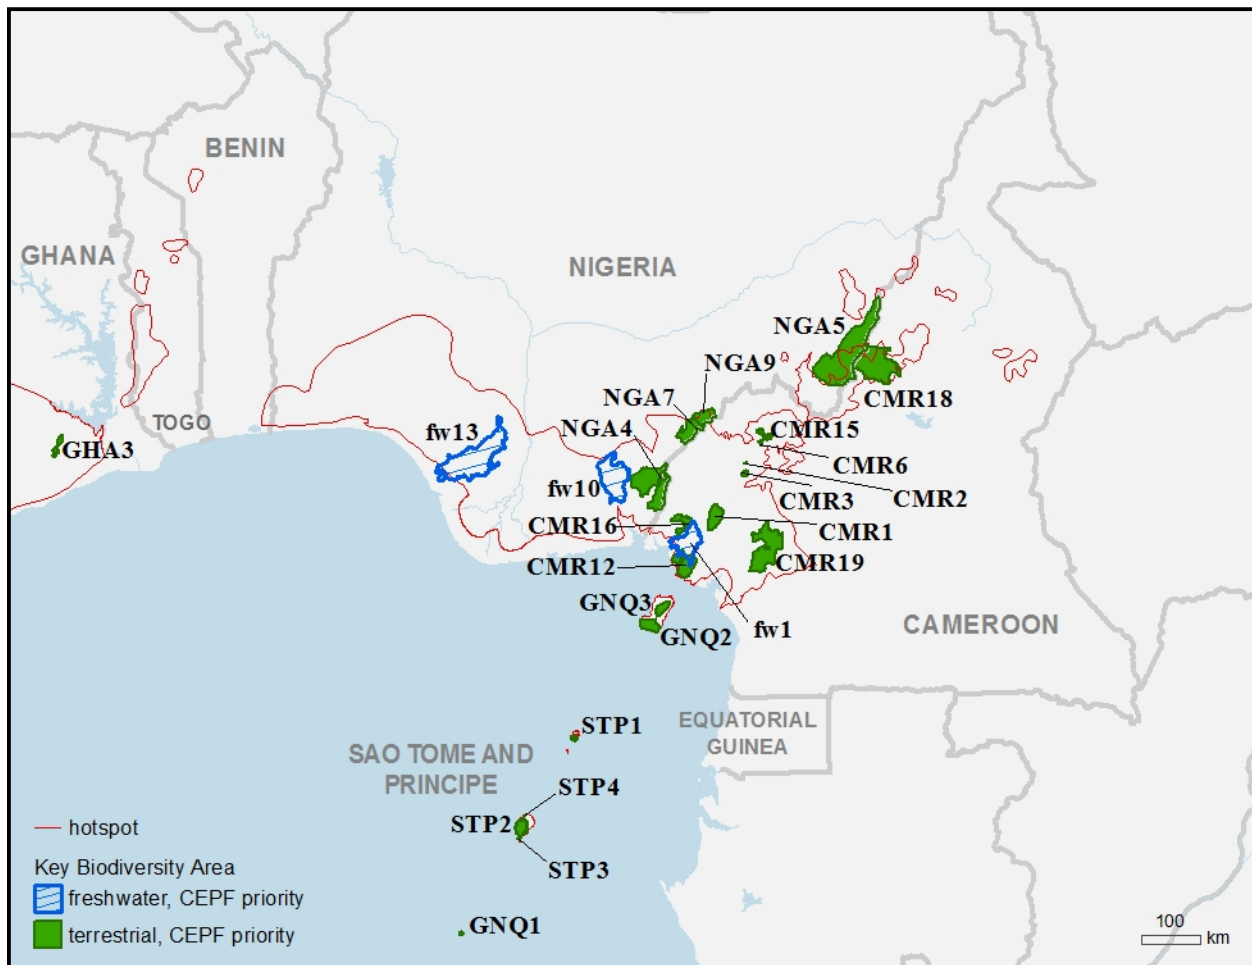 BENIN
GHANA
NIGERIA
NGA5
NGA9
NGA7
CMR18
TOGO
fw13
NGA4
CMR15
GHA3
CMR6
fw10
CMR2
CMR3
CMR16
CMR1
CMR12
CMR19
GNQ3
fw1
CAMEROON
GNQ2
STP1
EQUATORIAL
GUINEA
SAO TOME AND
PRINCIPE
STP4
STP2
STP3
hotspot
Key Biodiversity Area
freshwater, CEPF priority
terrestrial, CEPF priority
GNQ1
100
km